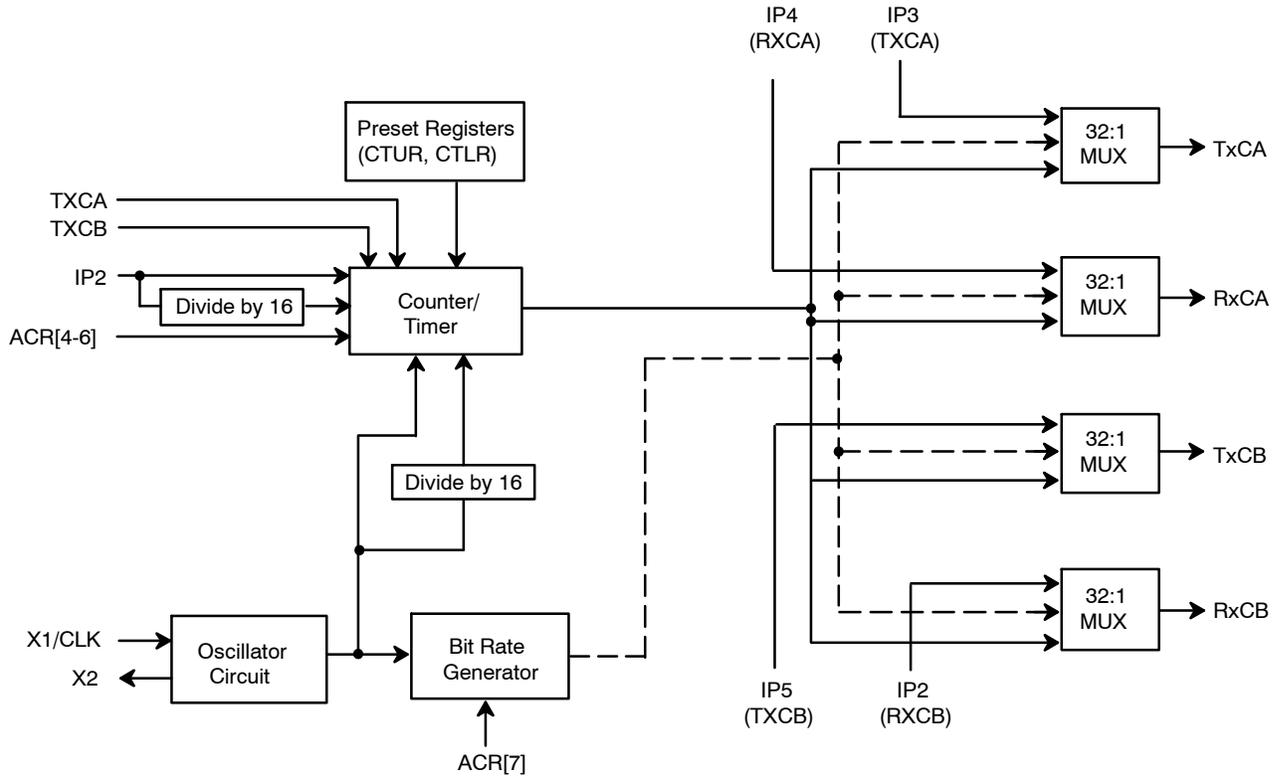 IP4
(RXCA)
IP3
(TXCA)
Preset Registers
(CTUR, CTLR)
32:1
MUX
TxCA
TXCA
TXCB
IP2
Divide by 16
ACR[4-6]
Counter/
Timer
32:1
MUX
RxCA
32:1
MUX
TxCB
Divide by 16
32:1
MUX
RxCB
X1/CLK
X2
Oscillator
Circuit
Bit Rate
Generator
IP5
(TXCB)
IP2
(RXCB)
ACR[7]